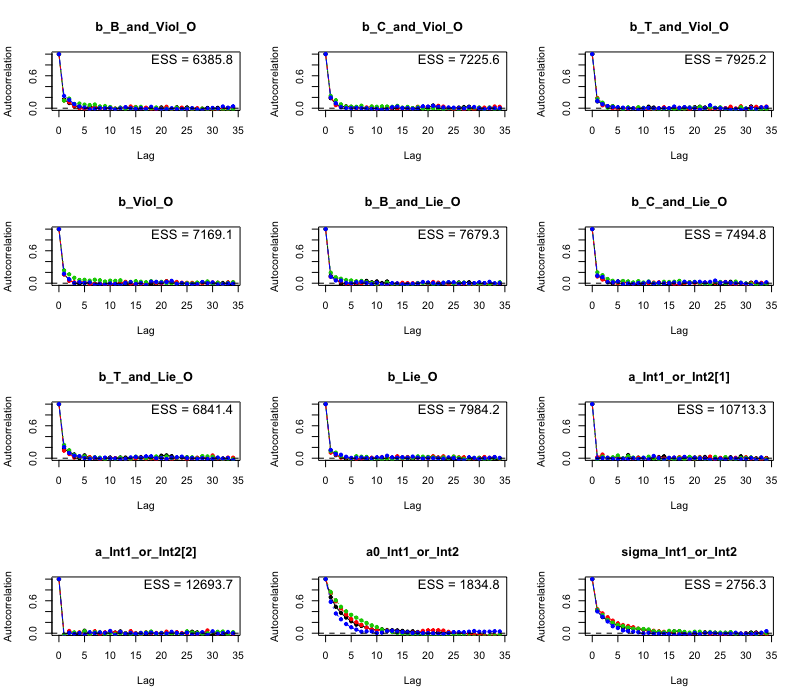 b_B_and_Viol_O
Autocorrelation
0.6
0.0
ESS = 6385.8
0 5 10 15 20 25 30 35
Lag
b_C_and_Viol_O
Autocorrelation
0.6
0.0
ESS = 7225.6
0 5 10 15 20 25 30 35
Lag
b_T_and_Viol_O
Autocorrelation
0.6
0.0
ESS = 7925.2
0 5 10 15 20 25 30 35
Lag
b_Viol_O
Autocorrelation
0.6
0.0
ESS = 7169.1
0 5 10 15 20 25 30 35
Lag
b_B_and_Lie_O
Autocorrelation
0.6
0.0
ESS = 7679.3
0 5 10 15 20 25 30 35
Lag
b_C_and_Lie_O
Autocorrelation
0.6
0.0
ESS = 7494.8
0 5 10 15 20 25 30 35
Lag
b_T_and_Lie_O
Autocorrelation
0.6
0.0
ESS = 6841.4
0 5 10 15 20 25 30 35
Lag
b_Lie_O
Autocorrelation
0.6
0.0
ESS = 7984.2
0 5 10 15 20 25 30 35
Lag
a_Int1_or_Int2[1]
Autocorrelation
0.6
0.0
ESS = 10713.3
0 5 10 15 20 25 30 35
Lag
a_Int1_or_Int2[2]
Autocorrelation
0.6
0.0
ESS = 12693.7
0 5 10 15 20 25 30 35
Lag
a0_Int1_or_Int2
Autocorrelation
0.6
0.0
ESS = 1834.8
0 5 10 15 20 25 30 35
Lag
sigma_Int1_or_Int2
Autocorrelation
0.6
0.0
ESS = 2756.3
0 5 10 15 20 25 30 35
Lag